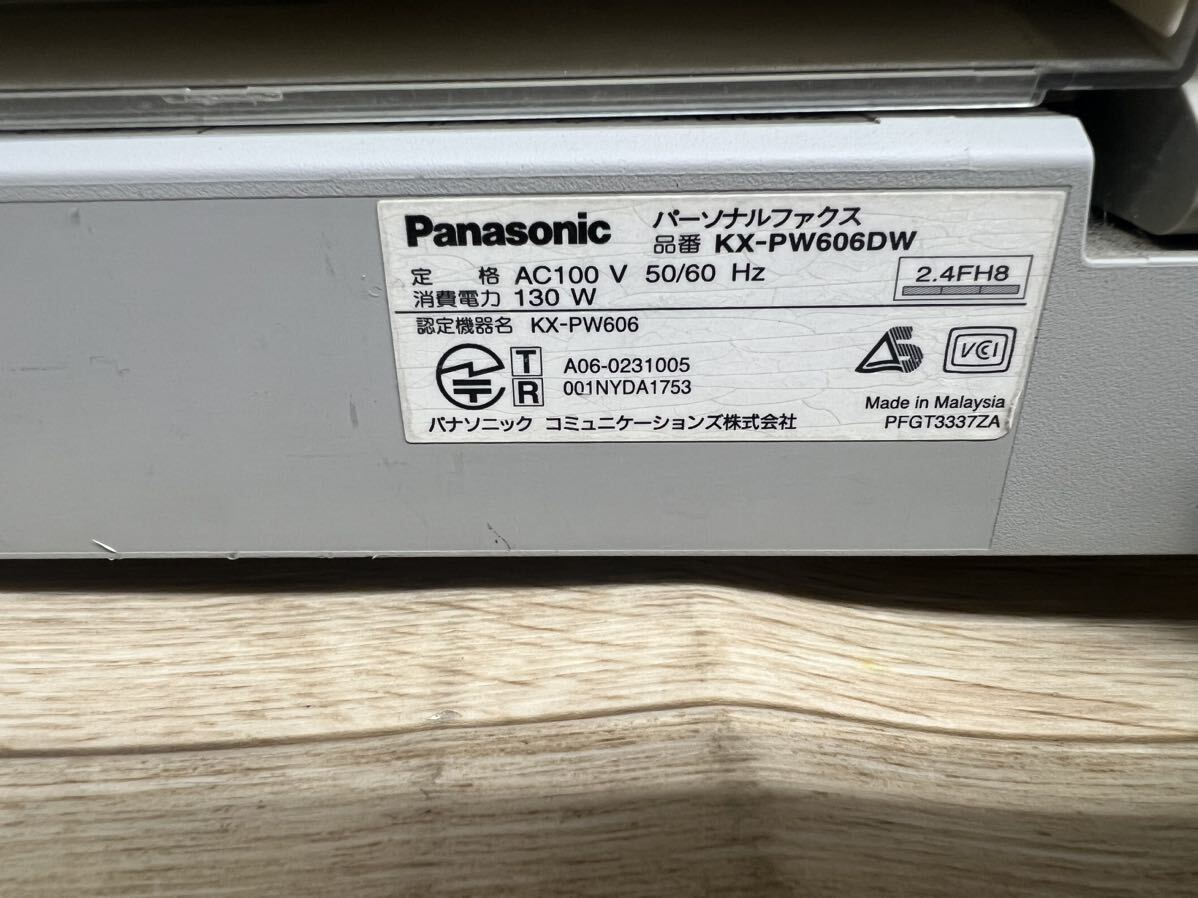 Panasonic パーソナルファクス
品番 KX-PW606DW
定 格 AC100 V 50/60 Hz
2.4FH8
消費電力 130 W
認定機器名 KX-PW606
T A06-0231005
R 001NYDA1753
VCI
Made in Malaysia
パナソニック コミュニケーションズ株式会社
PFGT3337ZA